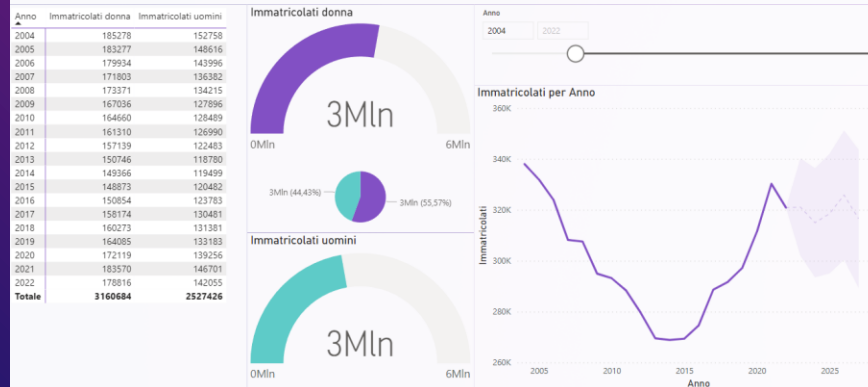 Anno Immatricolati donna Immatricolati uomini
2004 185278 152758
2005 183277 148616
2006 179934 143996
2007 171803 136382
2008 173371 134215
2009 167036 127896
2010 164660 128489
2011 161310 126990
2012 157139 122483
2013 150746 118780
2014 149366 119499
2015 148873 120482
2016 150854 123783
2017 158174 130481
2018 160273 131381
2019 164085 133183
2020 172119 139256
2021 183570 146701
2022 178816 142055
Totale 3160684 2527426
Immatricolati donna
3Mln
0Mln 6Mln
3Mln (44,43%) 3Mln (55,57%)
Immatricolati uomini
3Mln
0Mln 6Mln
Anno
2004 2022
Immatricolati per Anno
360K
340K
320K
300K
280K
260K
Immatricolati
2005 2010 2015 2020 2025
Anno